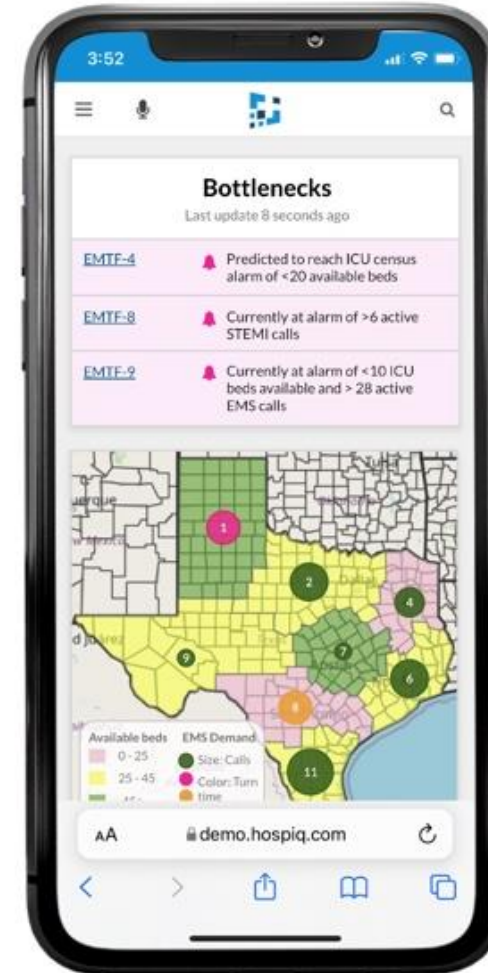 3:52
Bottlenecks
Last update 8 seconds ago
EMTF-4
Predicted to reach ICU census
alarm of <20 available beds
EMTF-8
Currently at alarm of >6 active
STEMI calls
EMTF-9
Currently at alarm of <10 ICU
beds available and > 28 active
EMS calls
1
2
4
9
7
6
8
11
Available beds
0 - 25
25 - 45
EMS Demand
Size: Calls
Color: Turn
time
AA
demo.hospiq.com